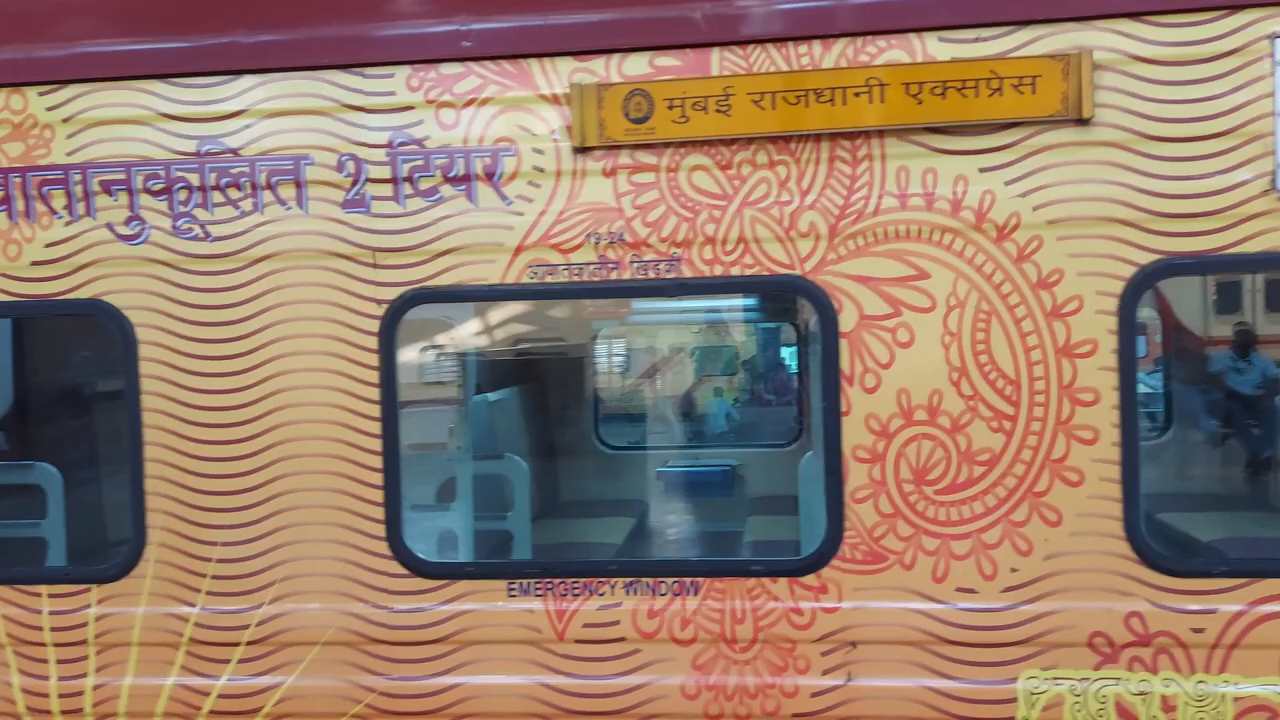 मुंबई राजधानी एक्सप्रेस
वातानुकूलित 2 टियर
19-24
आपातकालीन खिड़की
EMERGENCY WINDOW